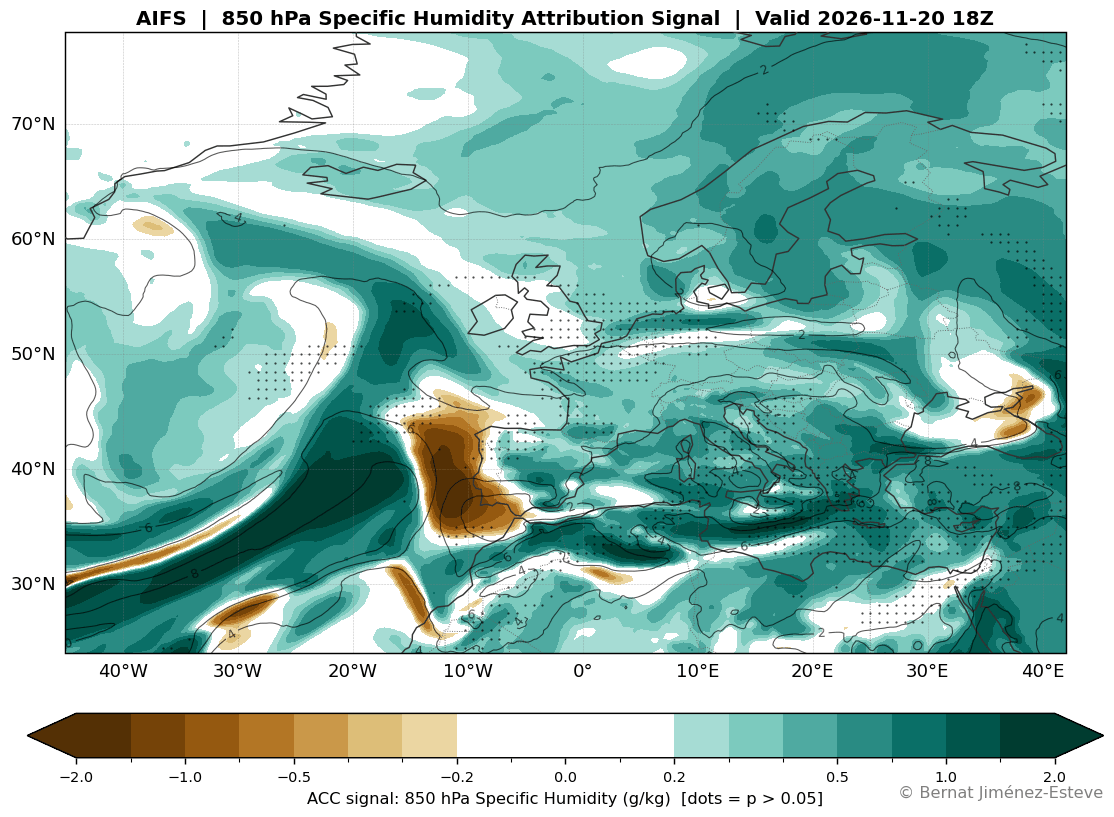 AIFS | 850 hPa Specific Humidity Attribution Signal | Valid 2026-11-20 18Z
70°N
60°N
50°N
40°N
30°N
40°W 30°W 20°W 10°W 0° 10°E 20°E 30°E 40°E
−2.0 −1.0 −0.5 −0.2 0.0 0.2 0.5 1.0 2.0
ACC signal: 850 hPa Specific Humidity (g/kg) [dots = p > 0.05]
© Bernat Jiménez-Esteve